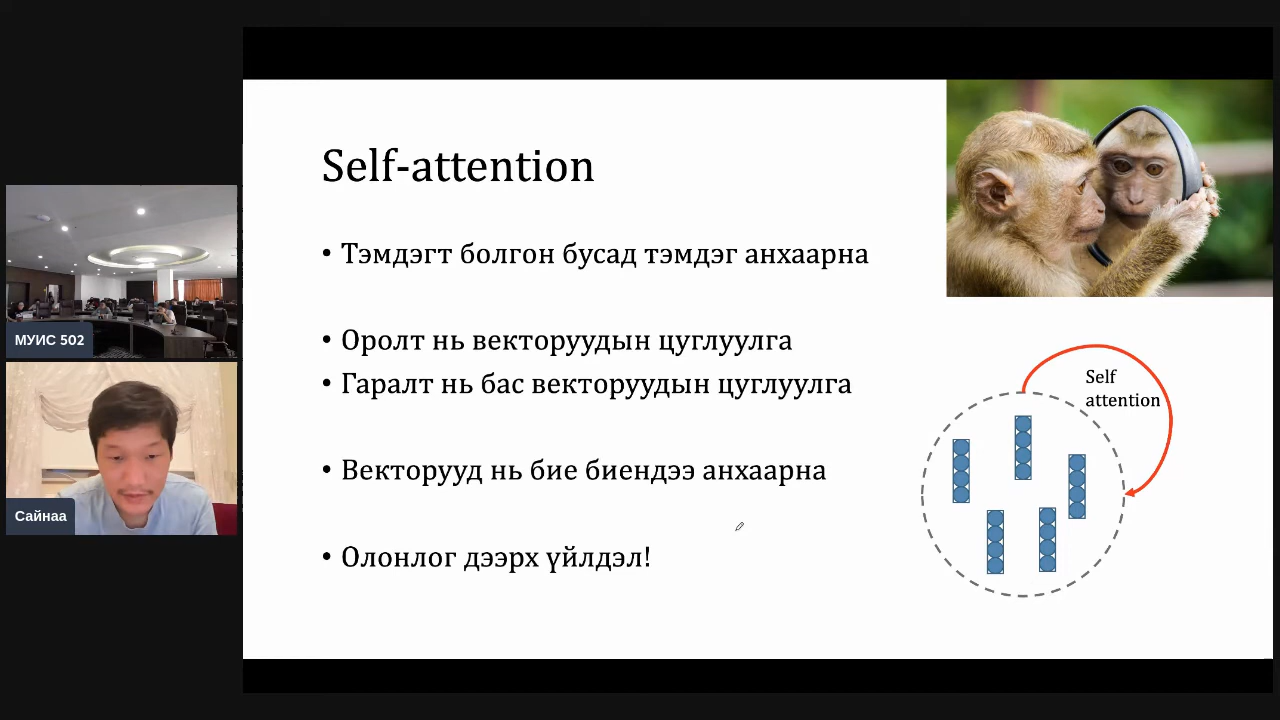 Self-attention
• Тэмдэгт болгон бусад тэмдэг анхаарна
• Оролт нь векторуудын цуглуулга
• Гаралт нь бас векторуудын цуглуулга
• Векторууд нь бие биендээ анхаарна
• Олонлог дээрх үйлдэл!
Self
attention
МУИС 502
Сайнаа